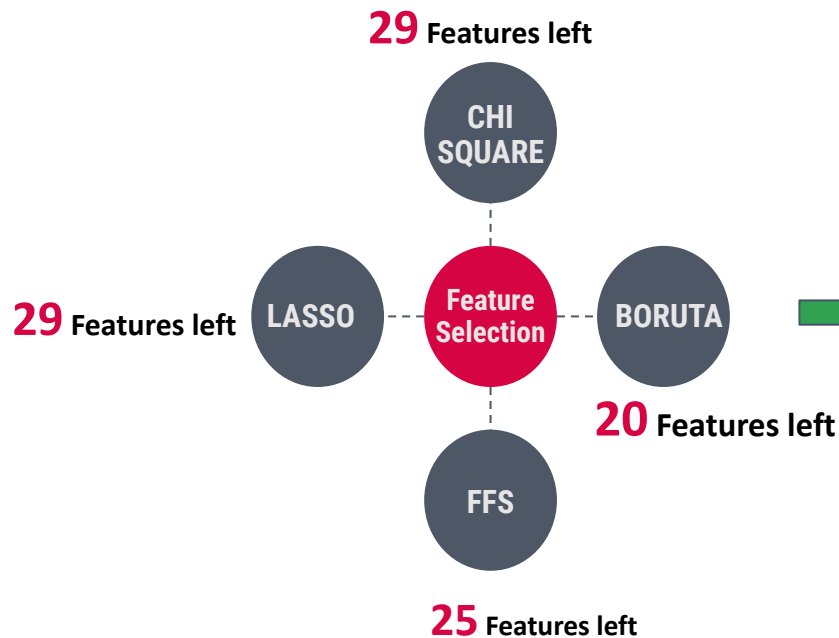 29 Features left
CHI
SQUARE
29 Features left
LASSO
Feature
Selection
BORUTA
20 Features left
FFS
25 Features left